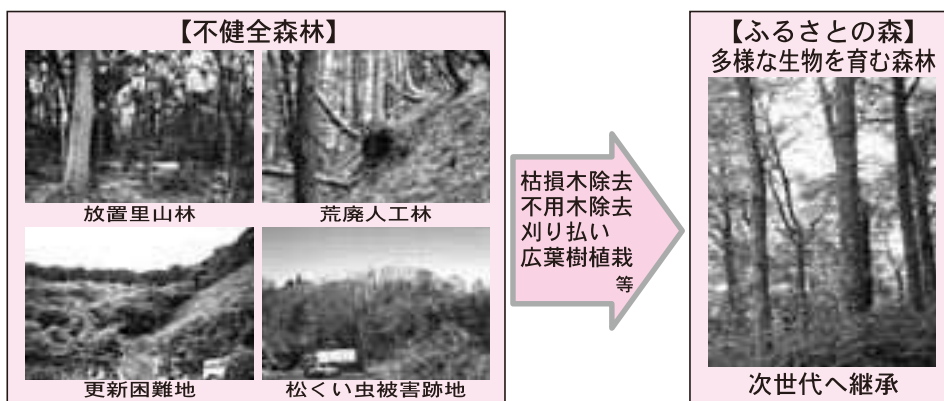 【不健全森林】
放置里山林
荒廃人工林
更新困難地
松くい虫被害跡地
枯損木除去
不用木除去
刈り払い
広葉樹植栽
等
【ふるさとの森】
多様な生物を育む森林
次世代へ継承